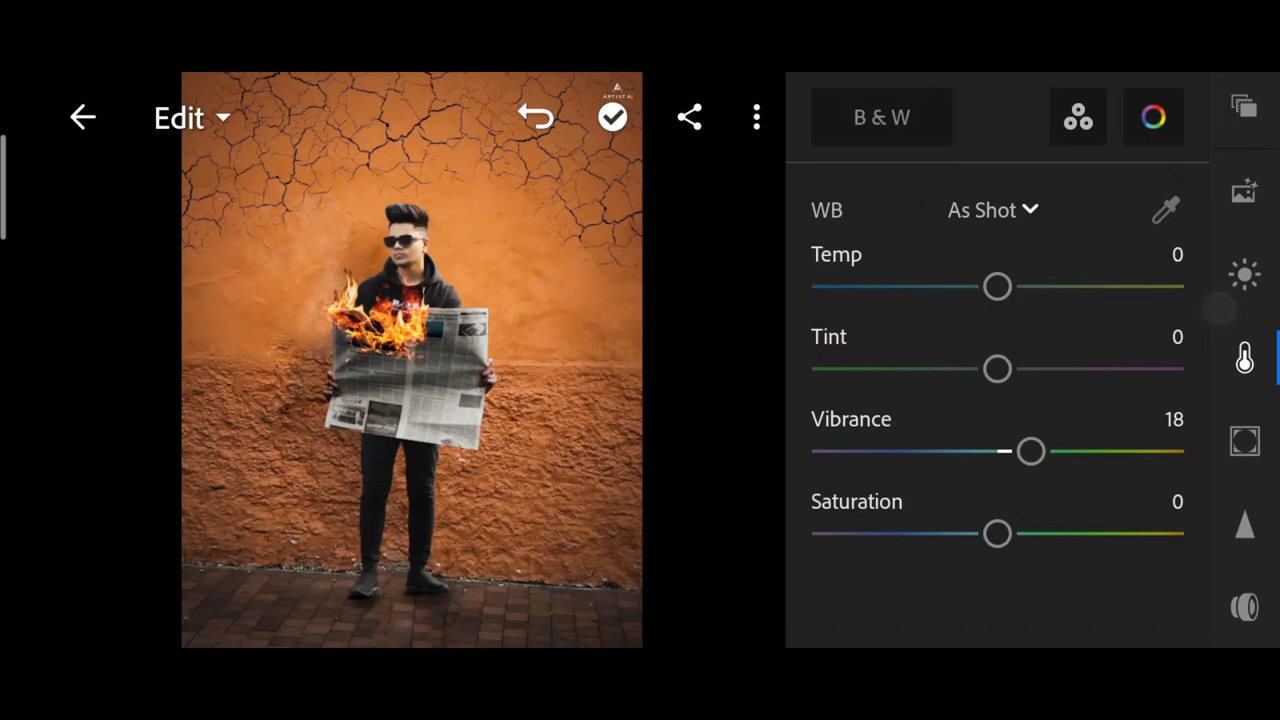 Edit
B & W
WB
As Shot
Temp
0
Tint
0
Vibrance
18
Saturation
0